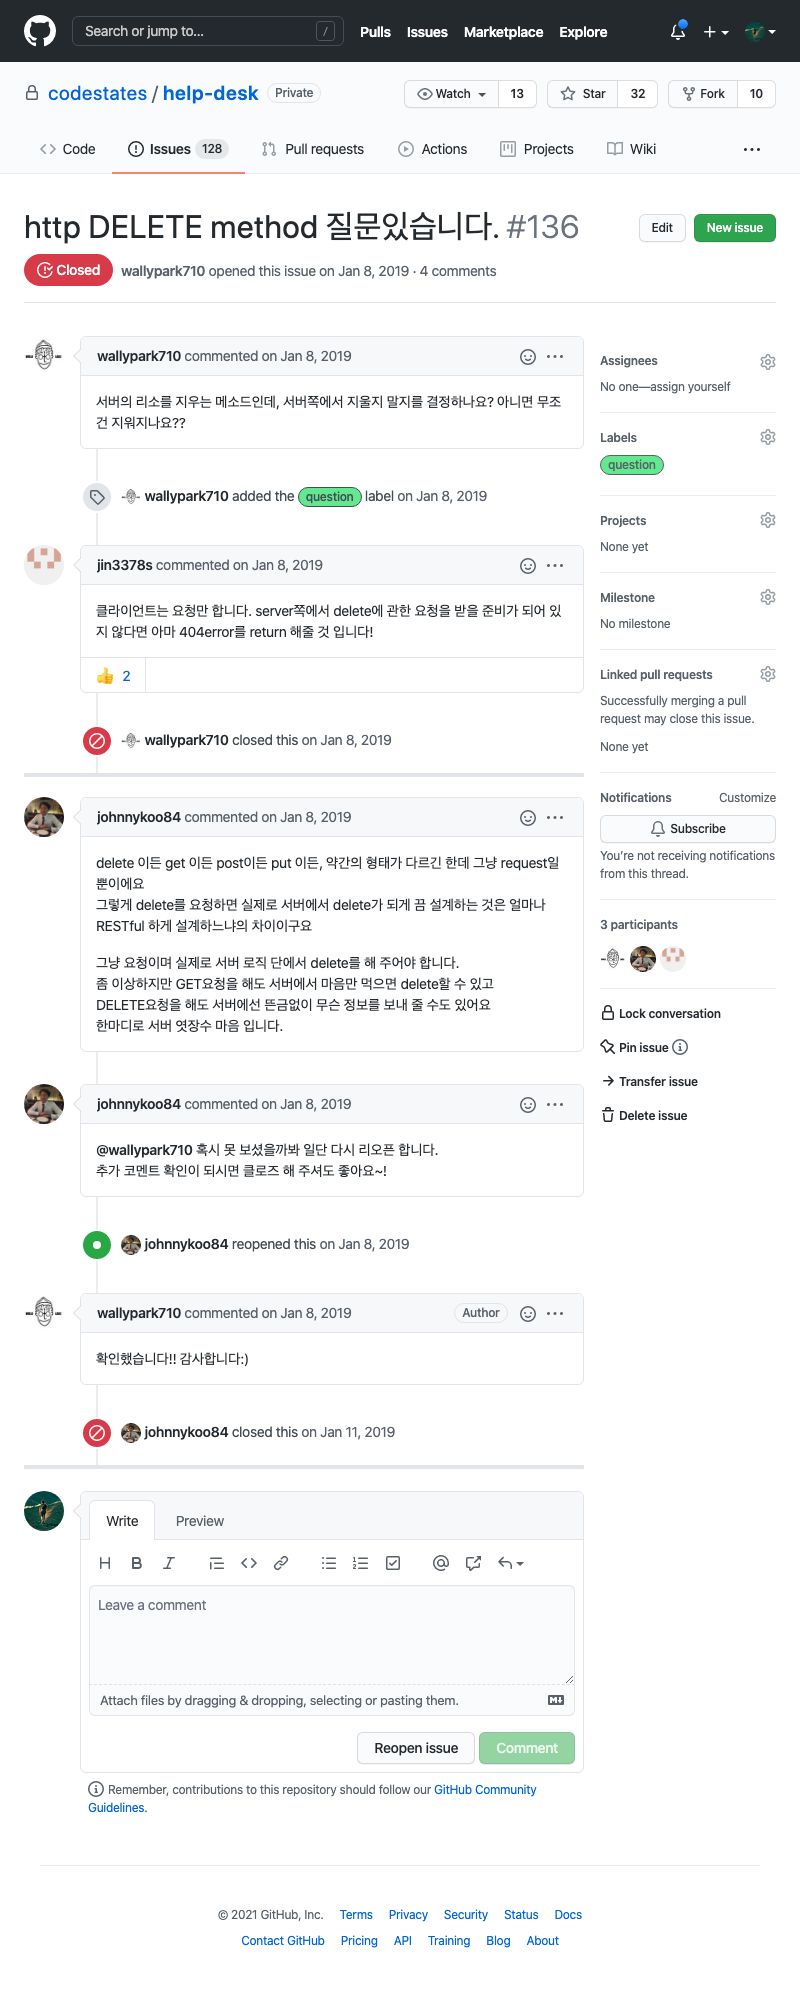 Search or jump to...
/
Pulls
Issues
Marketplace
Explore
codestates / help-desk
Private
Watch
13
Star
32
Fork
10
Code
Issues 128
Pull requests
Actions
Projects
Wiki
http DELETE method 질문있습니다. #136
Edit
New issue
Closed
wallypark710 opened this issue on Jan 8, 2019 · 4 comments
wallypark710 commented on Jan 8, 2019
서버의 리소를 지우는 메소드인데, 서버쪽에서 지울지 말지를 결정하나요? 아니면 무조
건 지워지나요??
wallypark710 added the question label on Jan 8, 2019
jin3378s commented on Jan 8, 2019
클라이언트는 요청만 합니다. server쪽에서 delete에 관한 요청을 받을 준비가 되어 있
지 않다면 아마 404error를 return 해줄 것 입니다!
👍 2
wallypark710 closed this on Jan 8, 2019
johnnykoo84 commented on Jan 8, 2019
delete 이든 get 이든 post이든 put 이든, 약간의 형태가 다르긴 한데 그냥 request일
뿐이에요
그렇게 delete를 요청하면 실제로 서버에서 delete가 되게 끔 설계하는 것은 얼마나
RESTful 하게 설계하느냐의 차이이구요
그냥 요청이며 실제로 서버 로직 단에서 delete를 해 주어야 합니다.
좀 이상하지만 GET요청을 해도 서버에서 마음만 먹으면 delete할 수 있고
DELETE요청을 해도 서버에선 뜬금없이 무슨 정보를 보내 줄 수도 있어요
한마디로 서버 엿장수 마음 입니다.
johnnykoo84 commented on Jan 8, 2019
@wallypark710 혹시 못 보셨을까봐 일단 다시 리오픈 합니다.
추가 코멘트 확인이 되시면 클로즈 해 주셔도 좋아요~!
johnnykoo84 reopened this on Jan 8, 2019
wallypark710 commented on Jan 8, 2019
Author
확인했습니다!! 감사합니다:)
johnnykoo84 closed this on Jan 11, 2019
Write
Preview
Leave a comment
Attach files by dragging & dropping, selecting or pasting them.
Reopen issue
Comment
Remember, contributions to this repository should follow our GitHub Community
Guidelines.
Assignees
No one—assign yourself
Labels
question
Projects
None yet
Milestone
No milestone
Linked pull requests
Successfully merging a pull
request may close this issue.
None yet
Notifications
Customize
Subscribe
You're not receiving notifications
from this thread.
3 participants
Lock conversation
Pin issue
Transfer issue
Delete issue
© 2021 GitHub, Inc.
Terms
Privacy
Security
Status
Docs
Contact GitHub
Pricing
API
Training
Blog
About